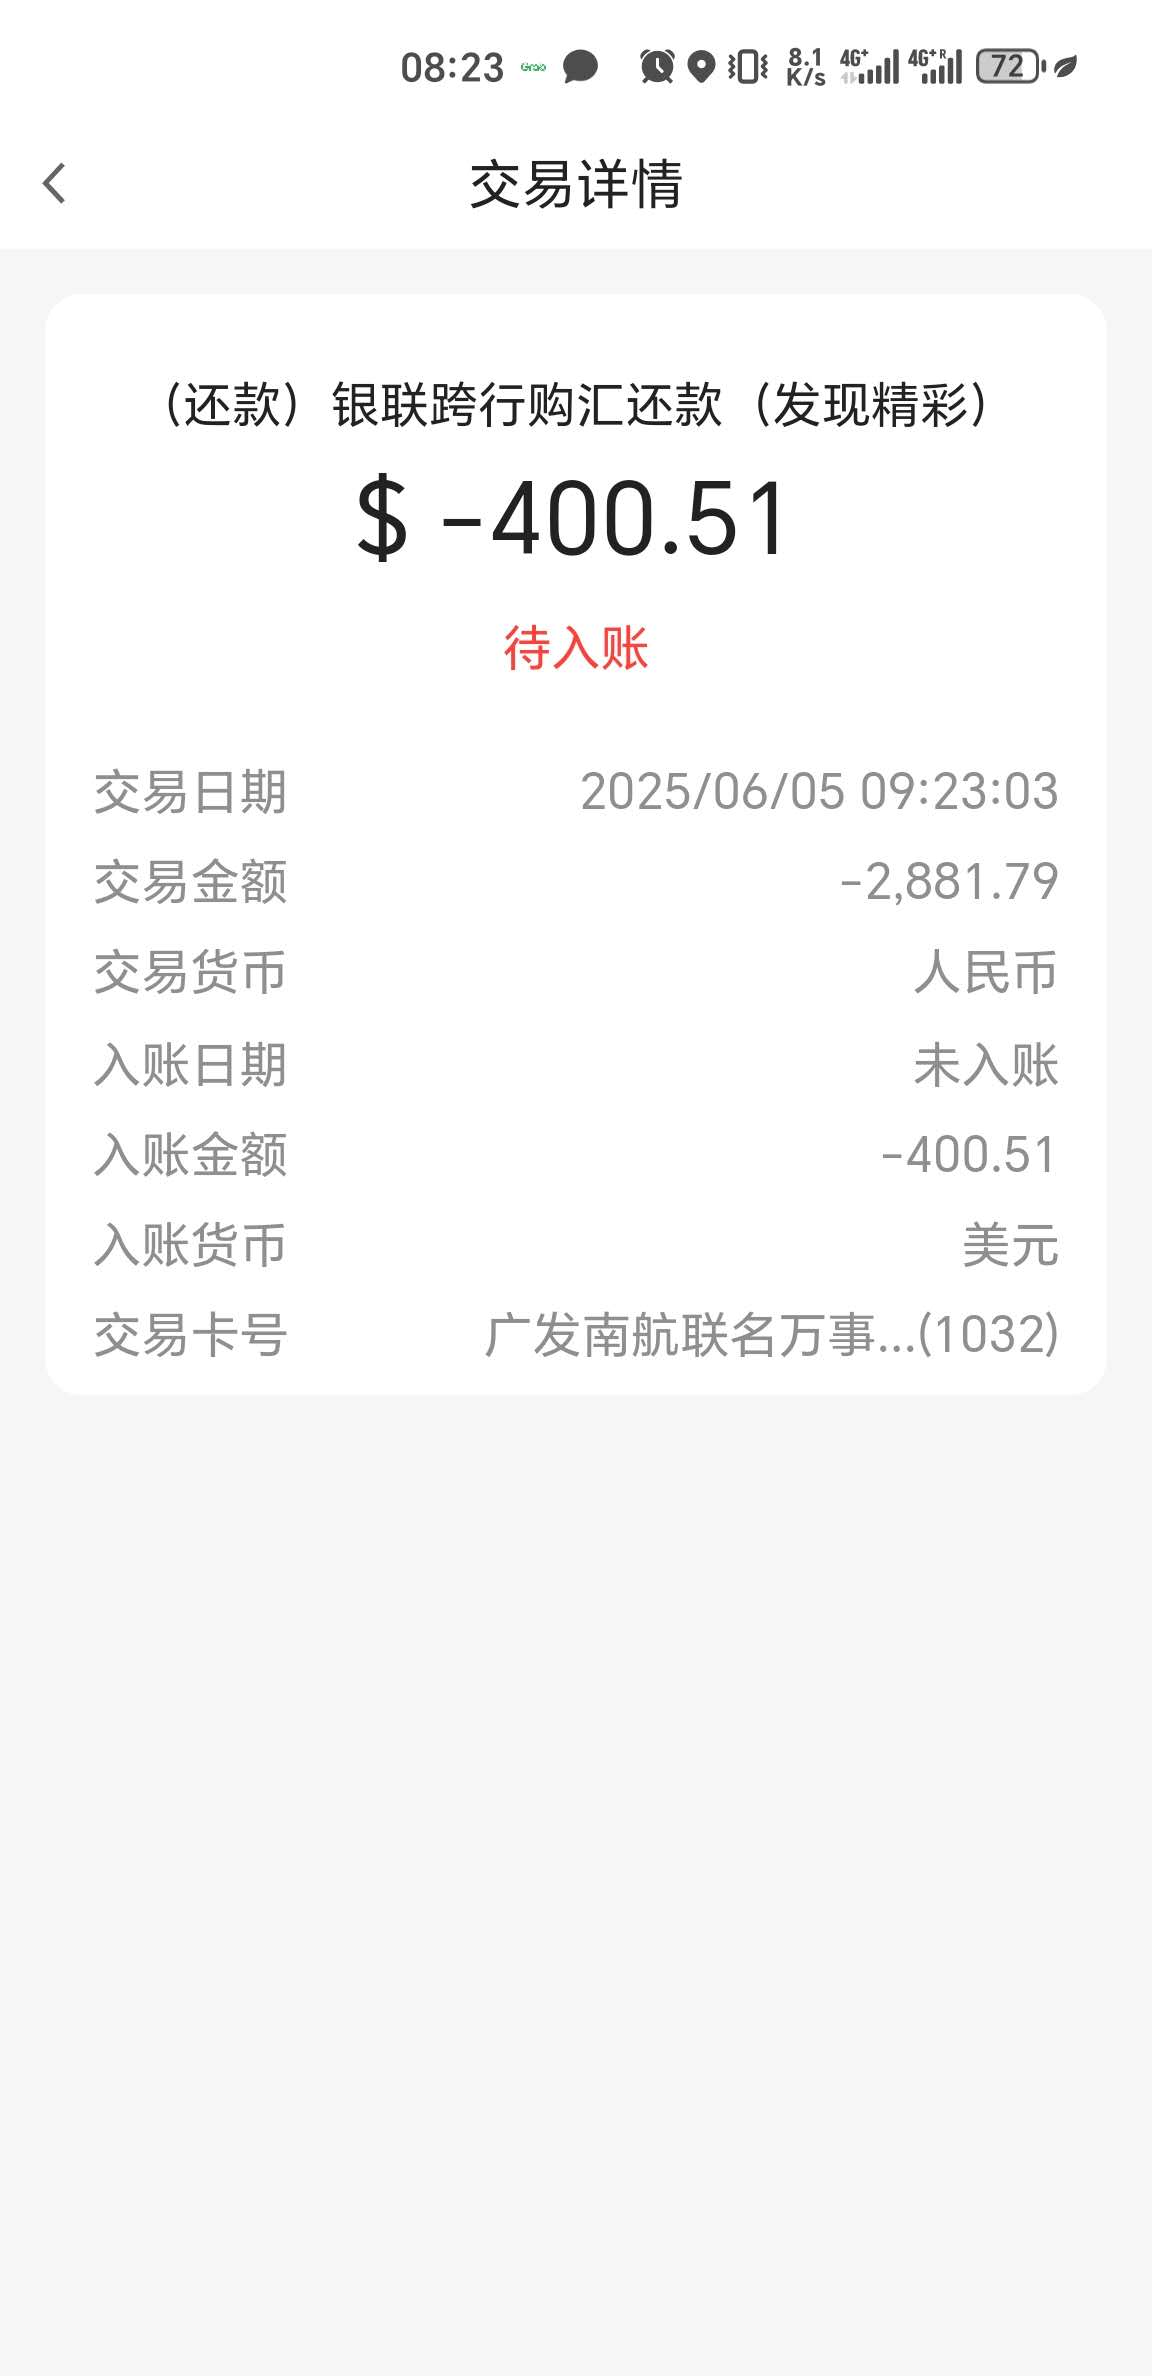 08:23 Grab 8.1 K/s 4G+ 4G+ R 72
交易详情
（还款）银联跨行购汇还款（发现精彩）
$ -400.51
待入账
交易日期 2025/06/05 09:23:03
交易金额 -2,881.79
交易货币 人民币
入账日期 未入账
入账金额 -400.51
入账货币 美元
交易卡号 广发南航联名万事...(1032)